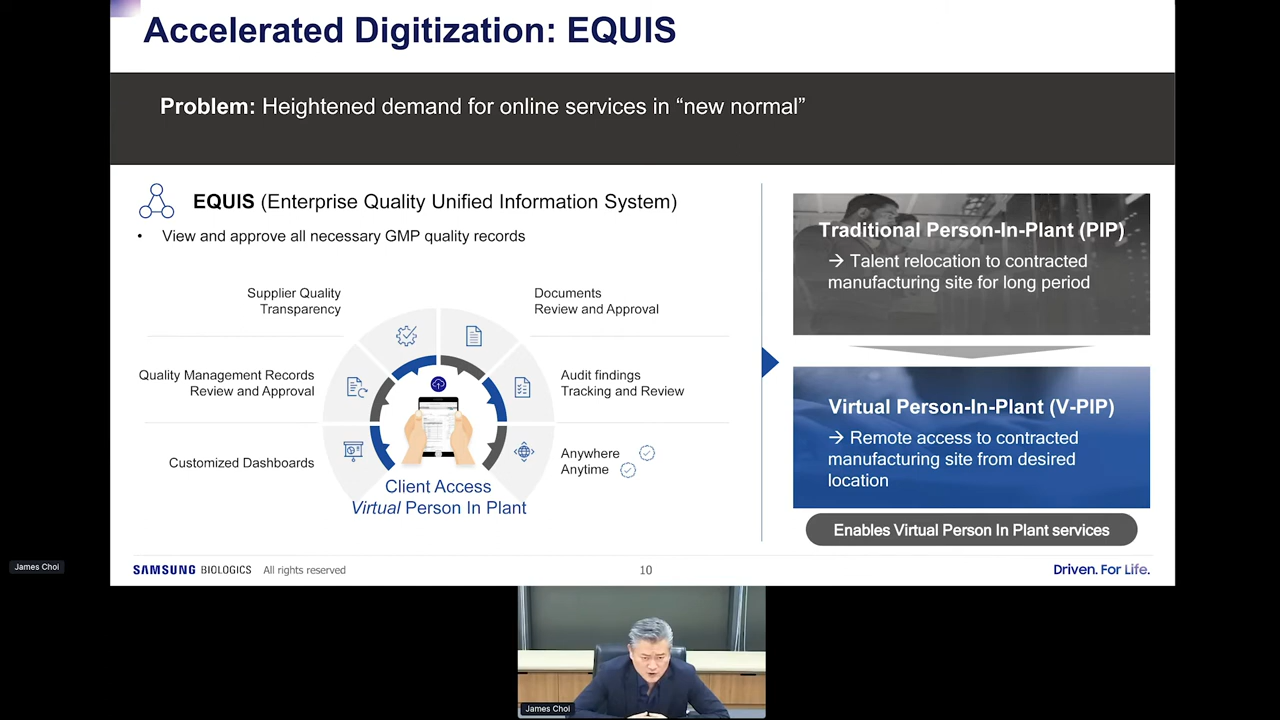 Accelerated Digitization: EQUIS
Problem: Heightened demand for online services in “new normal”
EQUIS (Enterprise Quality Unified Information System)
• View and approve all necessary GMP quality records
Supplier Quality
Transparency
Documents
Review and Approval
Quality Management Records
Review and Approval
Audit findings
Tracking and Review
Customized Dashboards
Anywhere
Anytime
Client Access
Virtual Person In Plant
Traditional Person-In-Plant (PIP)
→ Talent relocation to contracted
manufacturing site for long period
Virtual Person-In-Plant (V-PIP)
→ Remote access to contracted
manufacturing site from desired
location
Enables Virtual Person In Plant services
SAMSUNG BIOLOGICS All rights reserved
10
Driven. For Life.
James Choi
James Choi